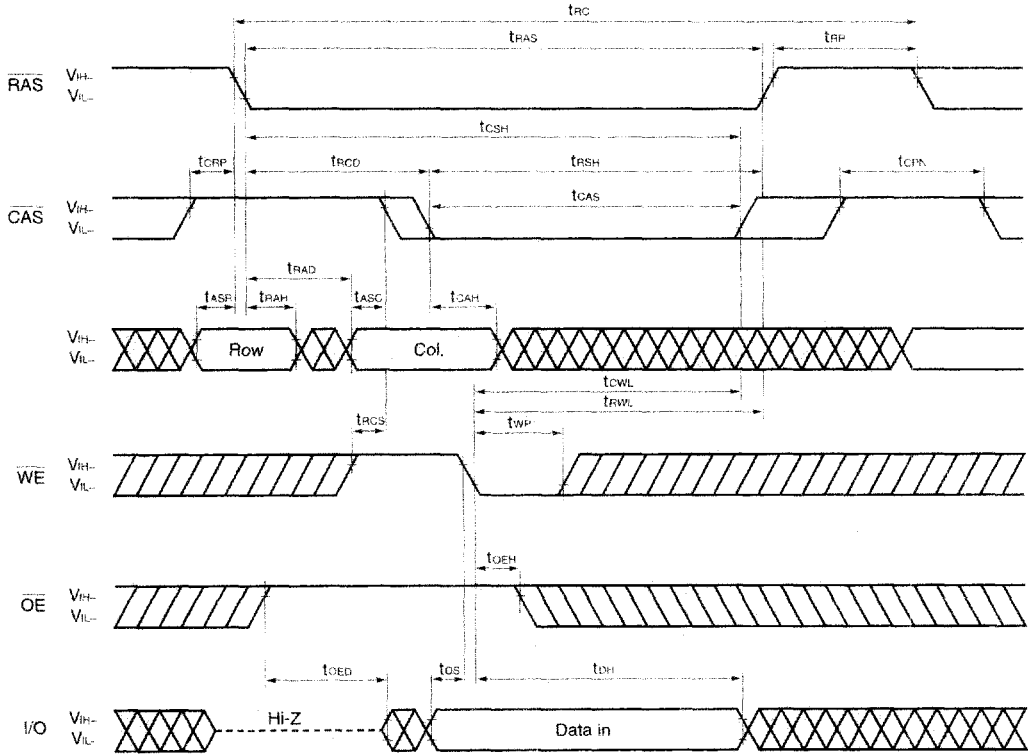 tRC
tRAS
tRP
RAS
VIH–
VIL–
tCSH
tCRP
tRCD
tRSH
tCPN
tCAS
CAS
VIH–
VIL–
tRAD
tASR
tRAH
tASC
tCAH
VIH–
VIL–
Row
Col.
tCWL
tRWL
tRCS
tWP
WE
VIH–
VIL–
tOEH
OE
VIH–
VIL–
tOED
tDS
tDH
I/O
VIH–
VIL–
Hi-Z
Data in